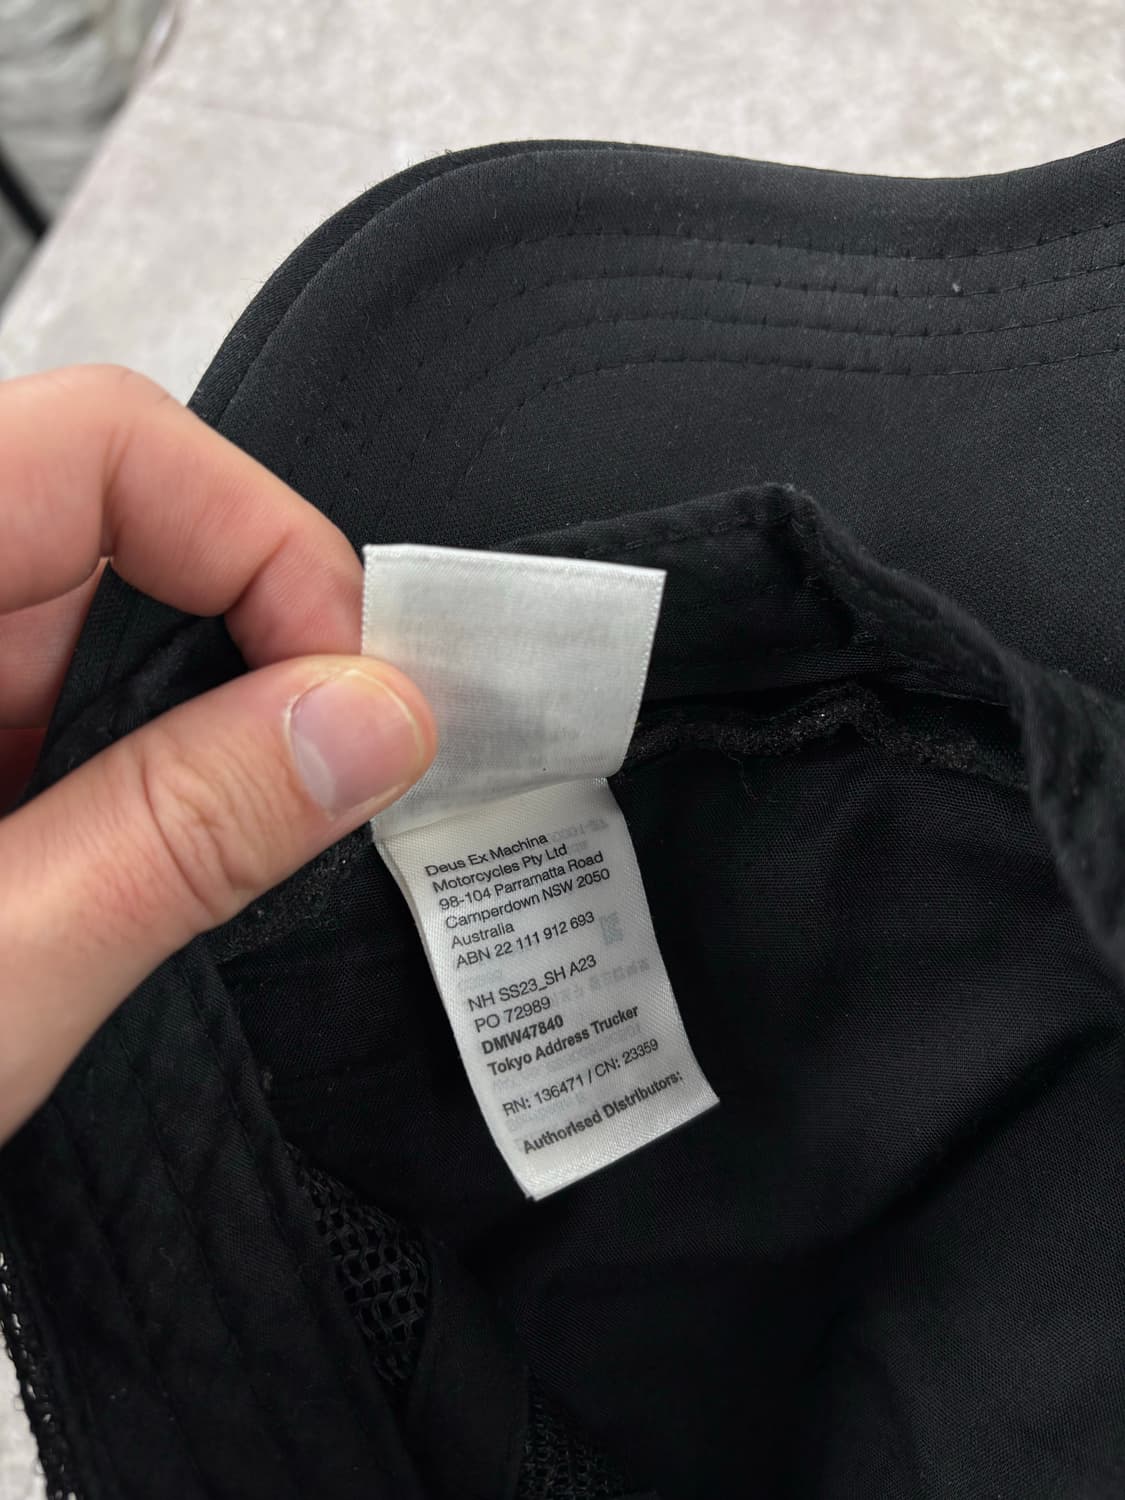 Deus Ex Machina
Motorcycles Pty Ltd
98-104 Parramatta Road
Camperdown NSW 2050
Australia
ABN 22 111 912 693
NH SS23_SH A23
PO 72989
DMW47840
Tokyo Address Trucker
RN: 136471 / CN: 23359
Authorised Distributors: